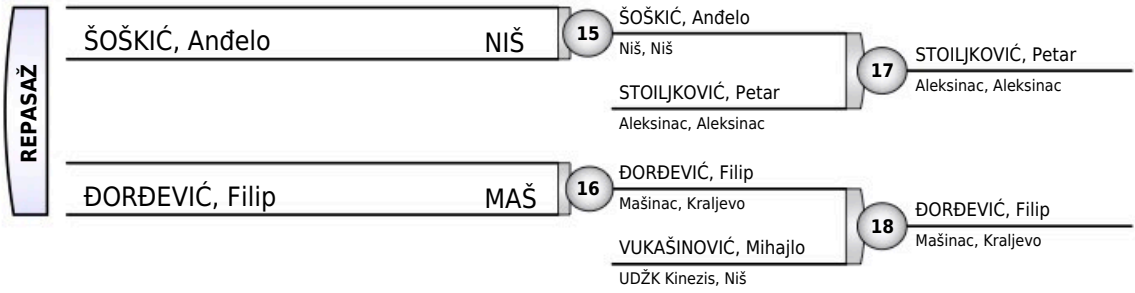 REPASAŽ
ŠOŠKIĆ, Anđelo NIŠ
15
ŠOŠKIĆ, Anđelo
Niš, Niš
STOILJKOVIĆ, Petar
Aleksinac, Aleksinac
17
STOILJKOVIĆ, Petar
Aleksinac, Aleksinac
ĐORĐEVIĆ, Filip MAŠ
16
ĐORĐEVIĆ, Filip
Mašinac, Kraljevo
VUKAŠINOVIĆ, Mihajlo
UDŽK Kinezis, Niš
18
ĐORĐEVIĆ, Filip
Mašinac, Kraljevo